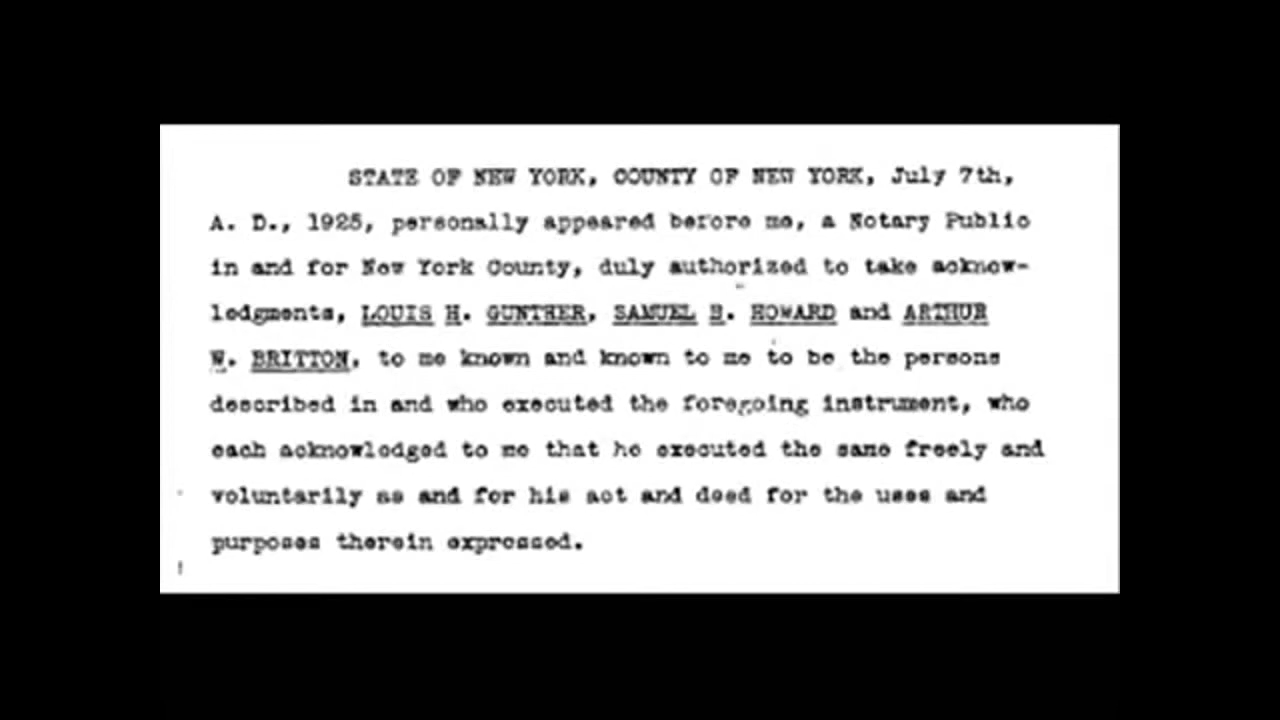 STATE OF NEW YORK, COUNTY OF NEW YORK, July 7th,
A. D., 1925, personally appeared before me, a Notary Public
in and for New York County, duly authorized to take acknow-
ledgments, LOUIS H. GUNTHER, SAMUEL B. HOWARD and ARTHUR
W. BRITTON, to me known and known to me to be the persons
described in and who executed the foregoing instrument, who
each acknowledged to me that he executed the same freely and
voluntarily as and for his act and deed for the uses and
purposes therein expressed.